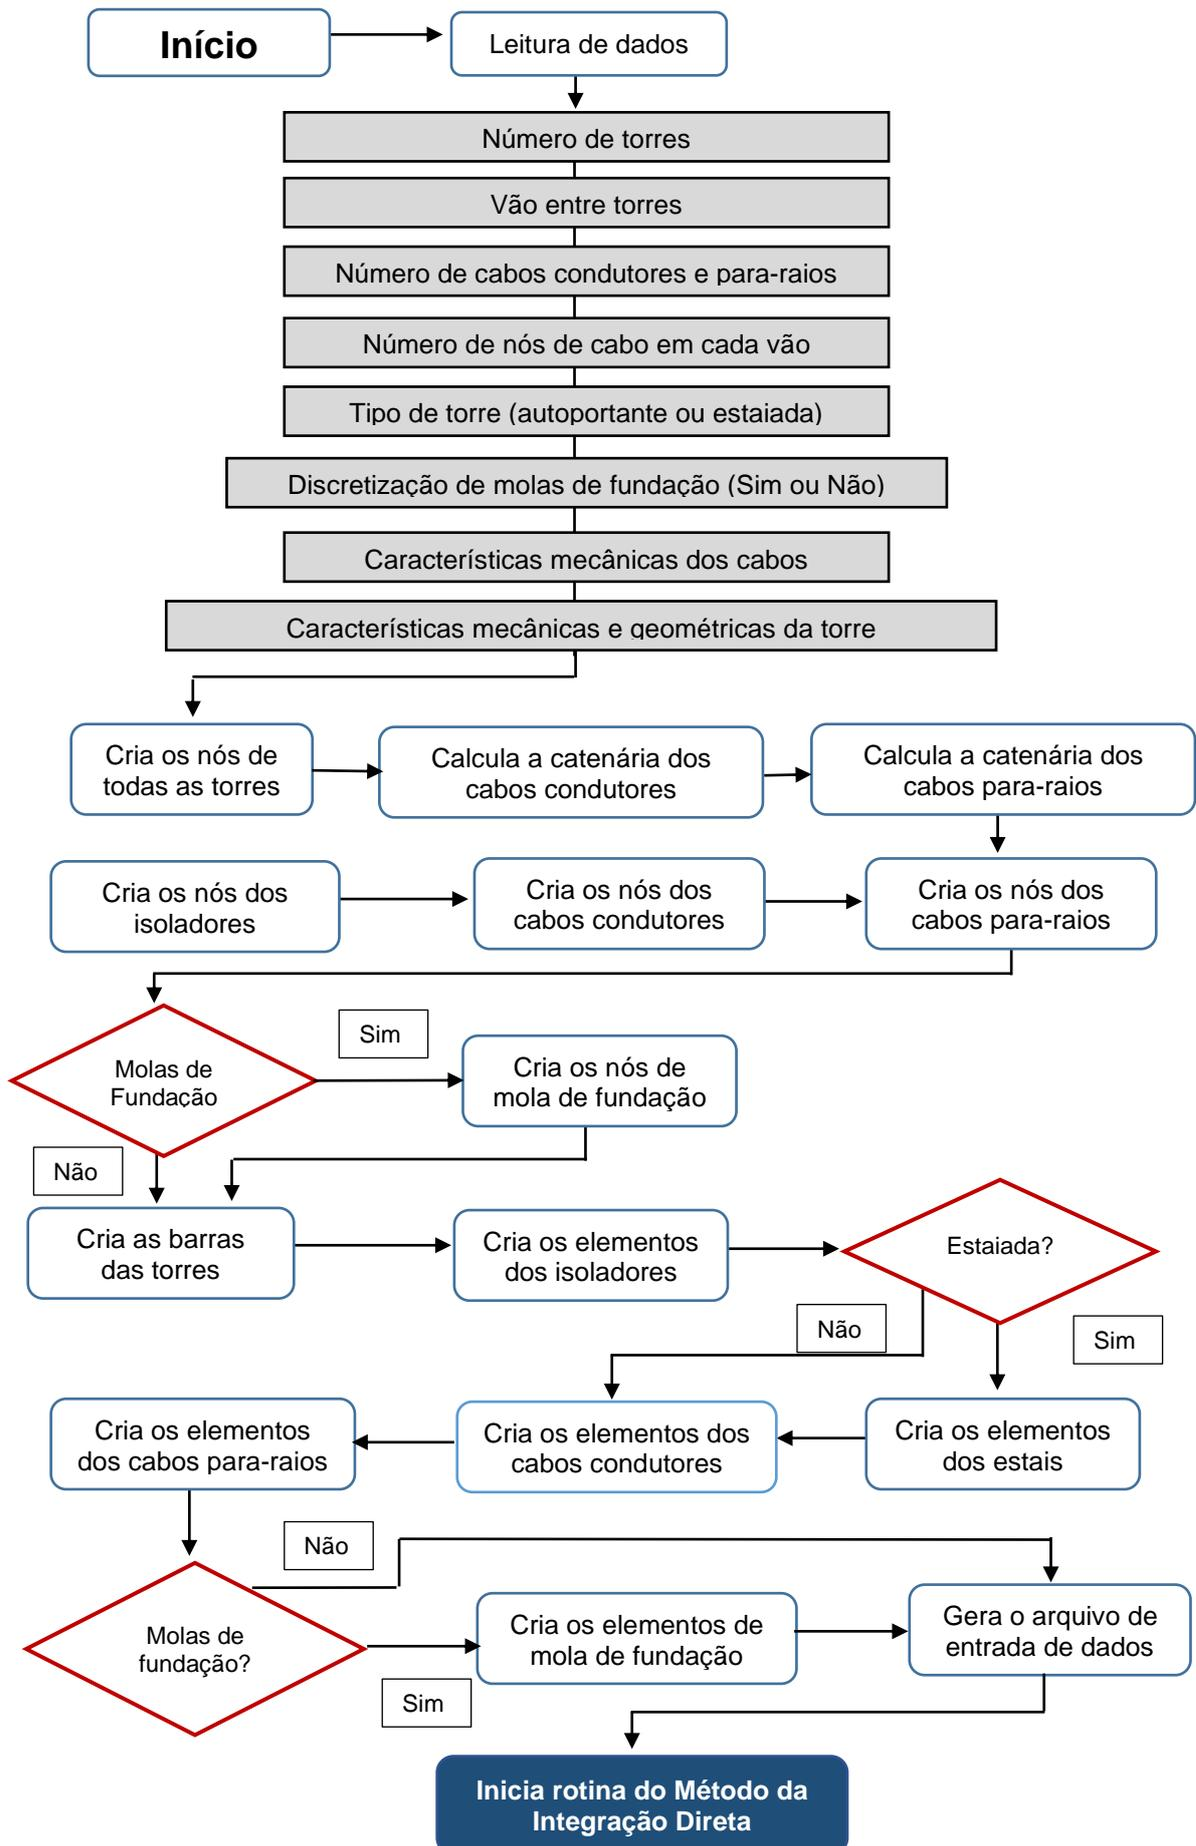 Início
Leitura de dados
Número de torres
Vão entre torres
Número de cabos condutores e para-raios
Número de nós de cabo em cada vão
Tipo de torre (autoportante ou estaiada)
Discretização de molas de fundação (Sim ou Não)
Característícas mecânicas dos cabos
Característícas mecânicas e geométricas da torre
Cria os nós de
todas as torres
Calcula a catenária dos
cabos condutores
Calcula a catenária dos
cabos para-raios
Cria os nós dos
isoladores
Cria os nós dos
cabos condutores
Cria os nós dos
cabos para-raios
Molas de
Fundação
Sim
Cria os nós de
mola de fundação
Não
Cria as barras
das torres
Cria os elementos
dos isoladores
Estaiada?
Não
Sim
Cria os elementos
dos cabos para-raios
Cria os elementos dos
cabos condutores
Cria os elementos
dos estais
Não
Molas de
fundação?
Sim
Cria os elementos de
mola de fundação
Gera o arquivo de
entrada de dados
Inicia rotina do Método da
Integração Direta